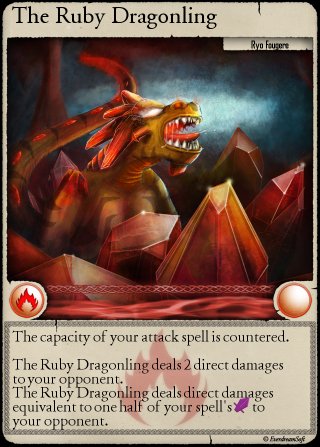 The Ruby Dragonling
Ryo Fougere
The capacity of your attack spell is countered.
The Ruby Dragonling deals 2 direct damages
to your opponent.
The Ruby Dragonling deals direct damages
equivalent to one half of your spell's to
your opponent.
© EverdreamSoft